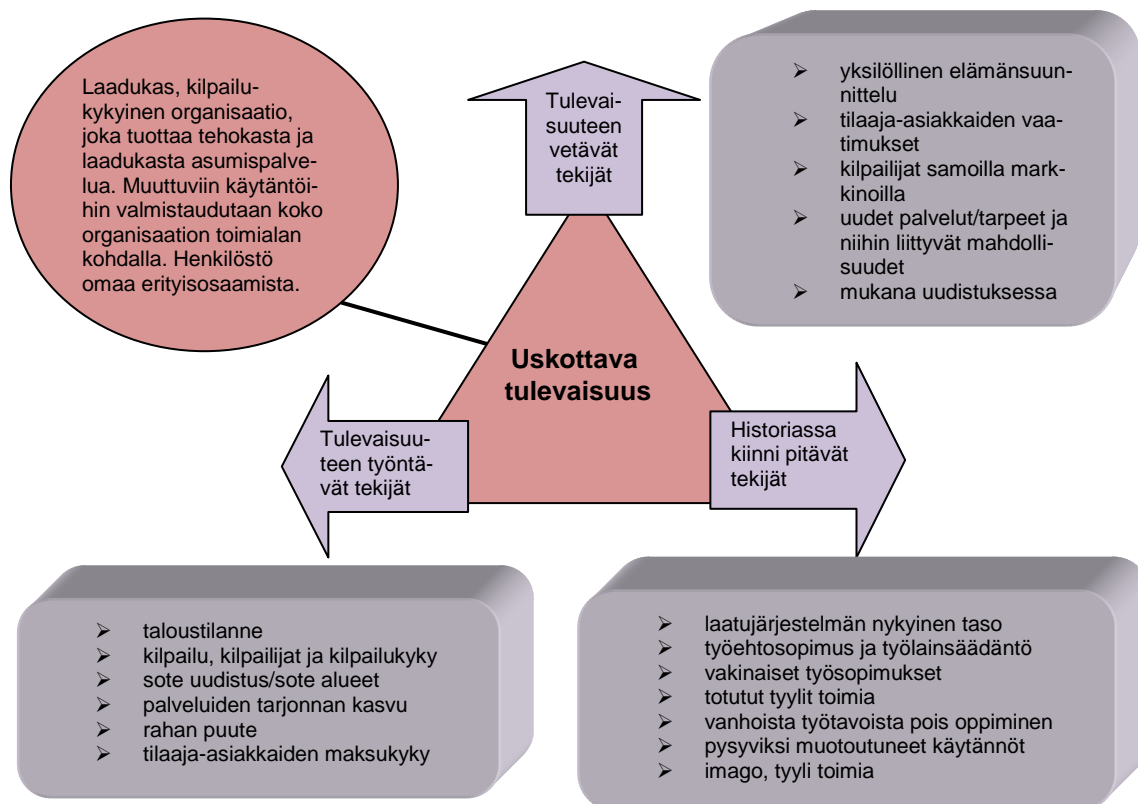 Laadukas, kilpailu-
kykyinen organisaatio,
joka tuottaa tehokasta ja
laadukasta asumispalve-
lua. Muuttuviin käytäntöi-
hin valmistaudutaan koko
organisaation toimialan
kohdalla. Henkilöstö
omaa erityisosaamista.
Tulevai-
suuteen
vetävät
tekijät
➢ yksilöllinen elämänsuun-
nittelu
➢ tilaaja-asiakkaiden vaa-
timukset
➢ kilpailijat samoilla mark-
kinoilla
➢ uudet palvelut/tarpeet ja
niihin liittyvät mahdolli-
suudet
➢ mukana uudistuksessa
Uskottava
tulevaisuus
Tulevaisuu-
teen työntä-
vät tekijät
Historiassa
kiinni pitävät
tekijät
➢ taloustilanne
➢ kilpailu, kilpailijat ja kilpailukyky
➢ sote uudistus/sote alueet
➢ palveluiden tarjonnan kasvu
➢ rahan puute
➢ tilaaja-asiakkaiden maksukyky
➢ laatujärjestelmän nykyinen taso
➢ työehtosopimus ja työlainsäädäntö
➢ vakinaiset työsopimukset
➢ totutut tyylit toimia
➢ vanhoista työtavoista pois oppiminen
➢ pysyviksi muotoutuneet käytännöt
➢ imago, tyyli toimia